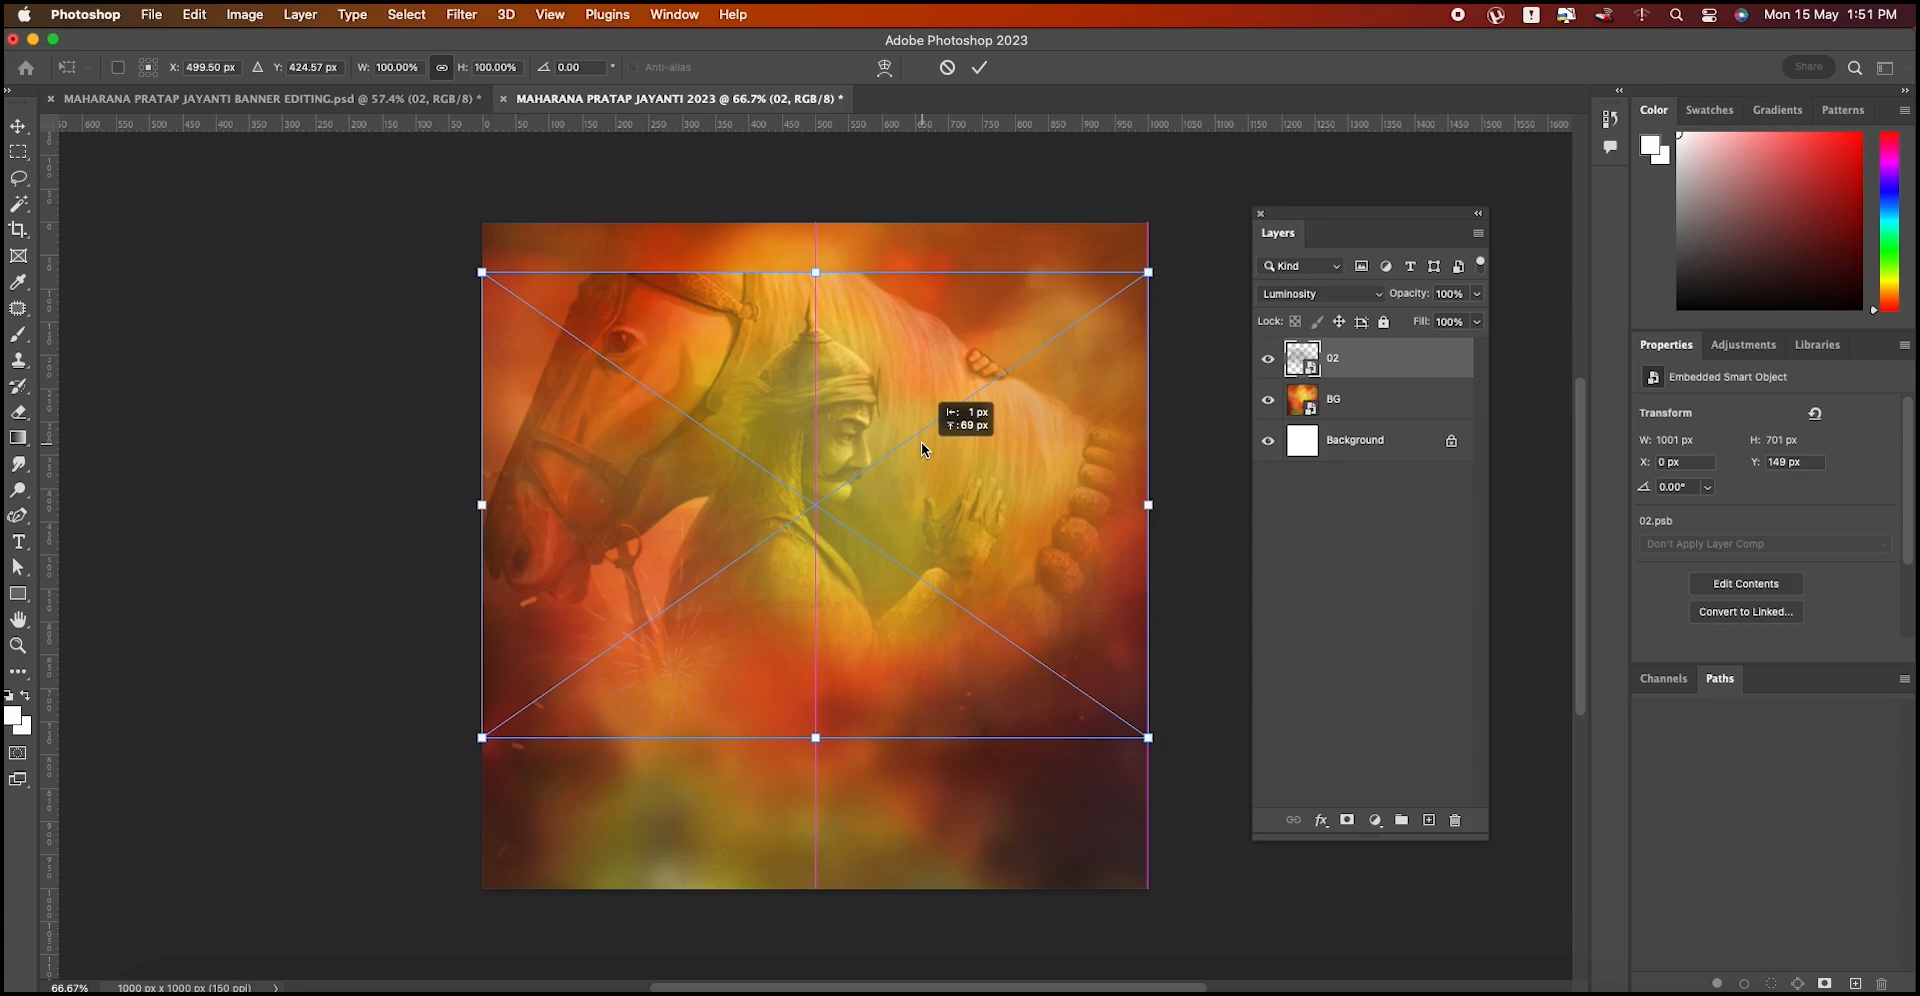 Photoshop File Edit Image Layer Type Select Filter 3D View Plugins Window Help Mon 15 May 1:51 PM
Adobe Photoshop 2023
X: 499.50 px Y: 424.57 px W: 100.00% H: 100.00% 0.00 ° Anti-alias Share
MAHARANA PRATAP JAYANTI BANNER EDITING.psd @ 57.4% (02, RGB/8) *
MAHARANA PRATAP JAYANTI 2023 @ 66.7% (02, RGB/8) *
Color Swatches Gradients Patterns
Layers
Kind
Luminosity Opacity: 100%
Lock: Fill: 100%
02
BG
Background
1 px
69 px
Properties Adjustments Libraries
Embedded Smart Object
Transform
W: 1001 px H: 701 px
X: 0 px Y: 149 px
0.00°
02.psb
Don't Apply Layer Comp
Edit Contents
Convert to Linked...
Channels Paths
66.67% 1000 px x 1000 px (150 ppi)